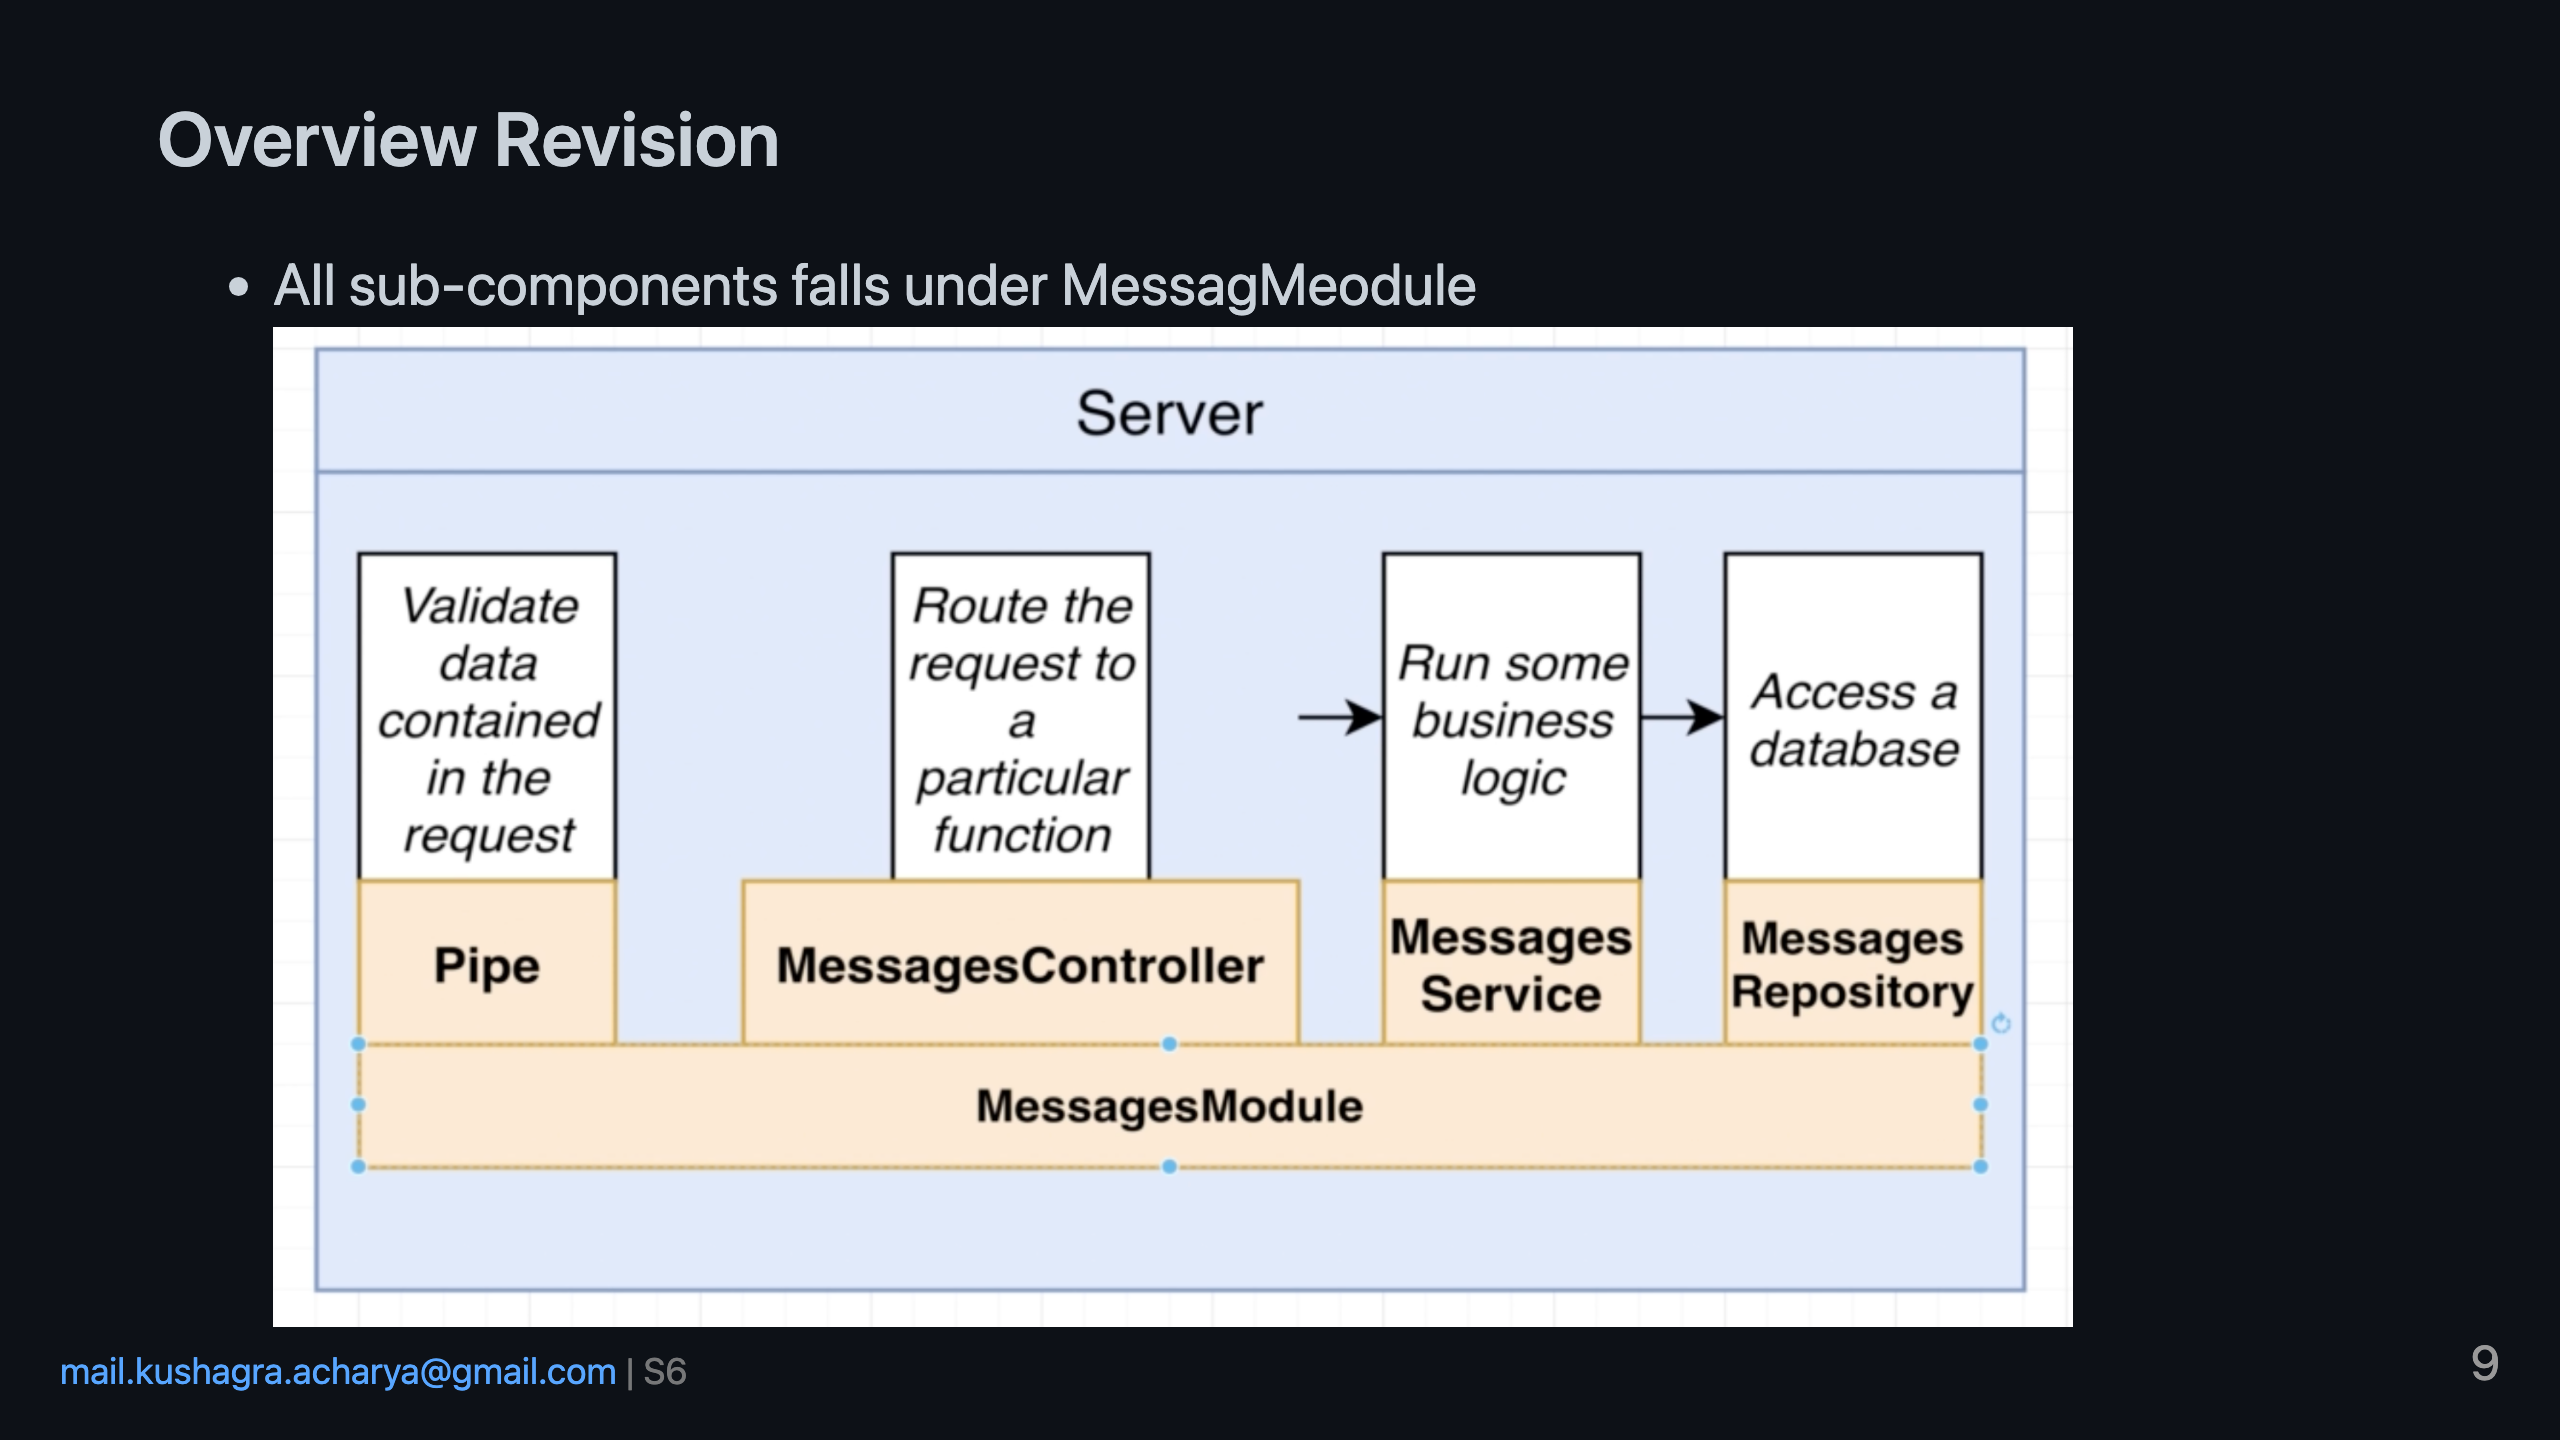 Overview Revision
• All sub-components falls under MessagMeodule
Server
Validate
data
contained
in the
request
Route the
request to
a
particular
function
Run some
business
logic
Access a
database
Pipe
MessagesController
Messages
Service
Messages
Repository
MessagesModule
mail.kushagra.acharya@gmail.com | S6
9